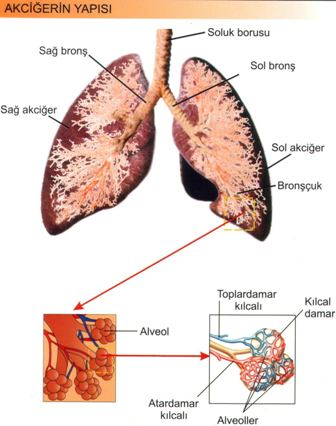 AKCİĞERİN YAPISI
Soluk borusu
Sağ bronş
Sol bronş
Sağ akciğer
Sol akciğer
Bronşçuk
Toplardamar
kılcalı
Kılcal
damar
Alveol
Atardamar
kılcalı
Alveoller